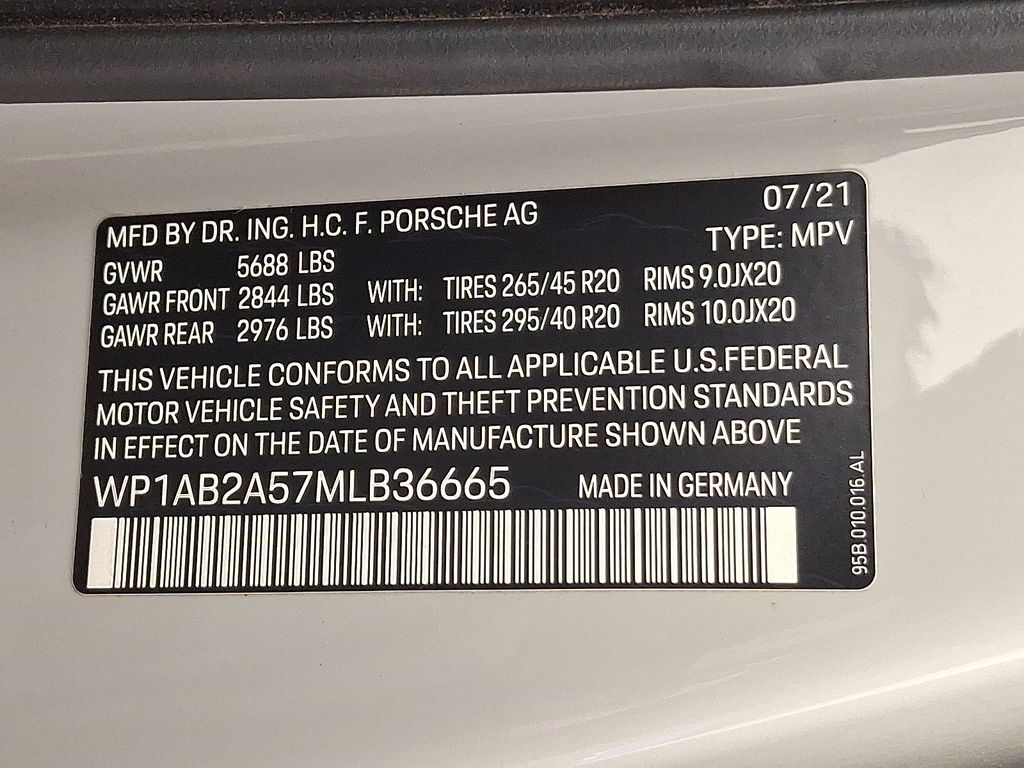 MFD BY DR. ING. H.C. F. PORSCHE AG 07/21
TYPE: MPV
GVWR 5688 LBS
GAWR FRONT 2844 LBS WITH: TIRES 265/45 R20 RIMS 9.0JX20
GAWR REAR 2976 LBS WITH: TIRES 295/40 R20 RIMS 10.0JX20
THIS VEHICLE CONFORMS TO ALL APPLICABLE U.S.FEDERAL
MOTOR VEHICLE SAFETY AND THEFT PREVENTION STANDARDS
IN EFFECT ON THE DATE OF MANUFACTURE SHOWN ABOVE
WP1AB2A57MLB36665 MADE IN GERMANY
95B.010.016.AL